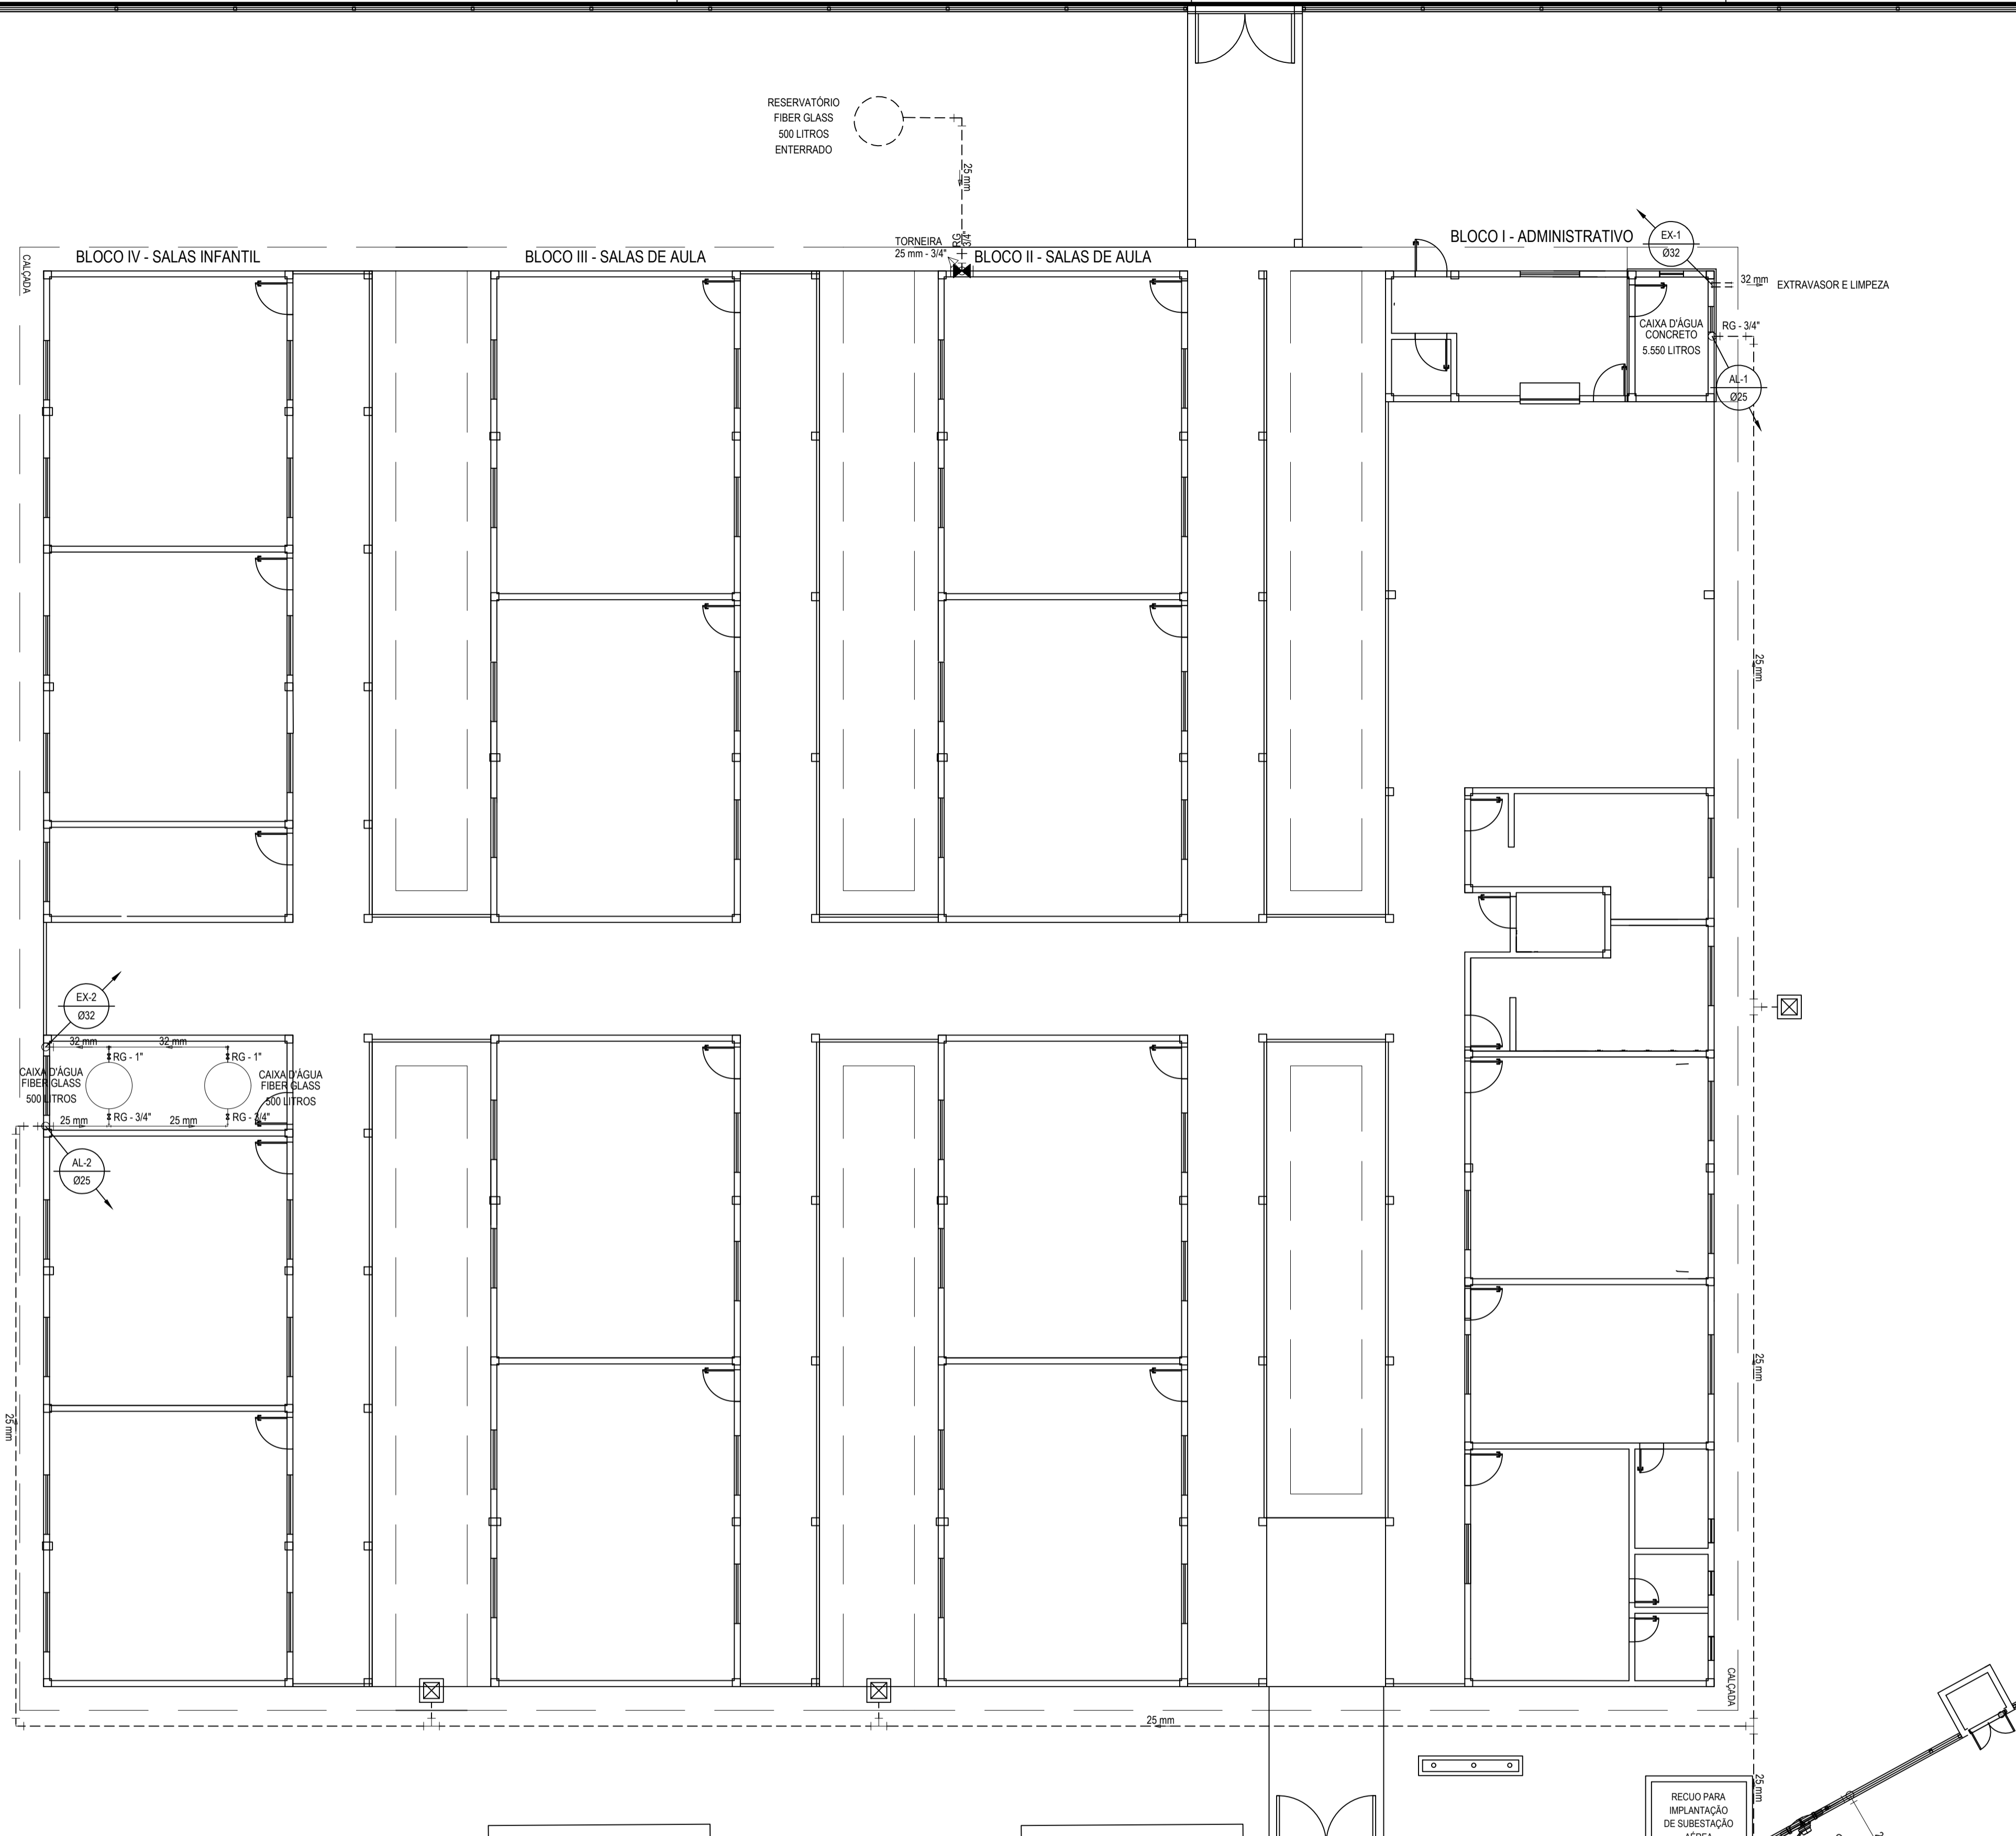 RESERVATÓRIO
FIBER GLASS
500 LITROS
ENTERRADO
25 mm
TORNEIRA
25 mm - 3/4"
RG
3/4"
BLOCO IV - SALAS INFANTIL
BLOCO III - SALAS DE AULA
BLOCO II - SALAS DE AULA
BLOCO I - ADMINISTRATIVO
EX-1
Ø32
CALÇADA
32 mm
EXTRAVASOR E LIMPEZA
CAIXA D'ÁGUA
CONCRETO
5.550 LITROS
RG - 3/4"
AL-1
Ø25
25 mm
EX-2
Ø32
32 mm
32 mm
RG - 1"
RG - 1"
CAIXA D'ÁGUA
FIBER GLASS
500 LITROS
CAIXA D'ÁGUA
FIBER GLASS
500 LITROS
RG - 3/4"
RG - 3/4"
25 mm
25 mm
AL-2
Ø25
25 mm
25 mm
CALÇADA
25 mm
25 mm
RECUO PARA
IMPLANTAÇÃO
DE SUBESTAÇÃO
AÉREA